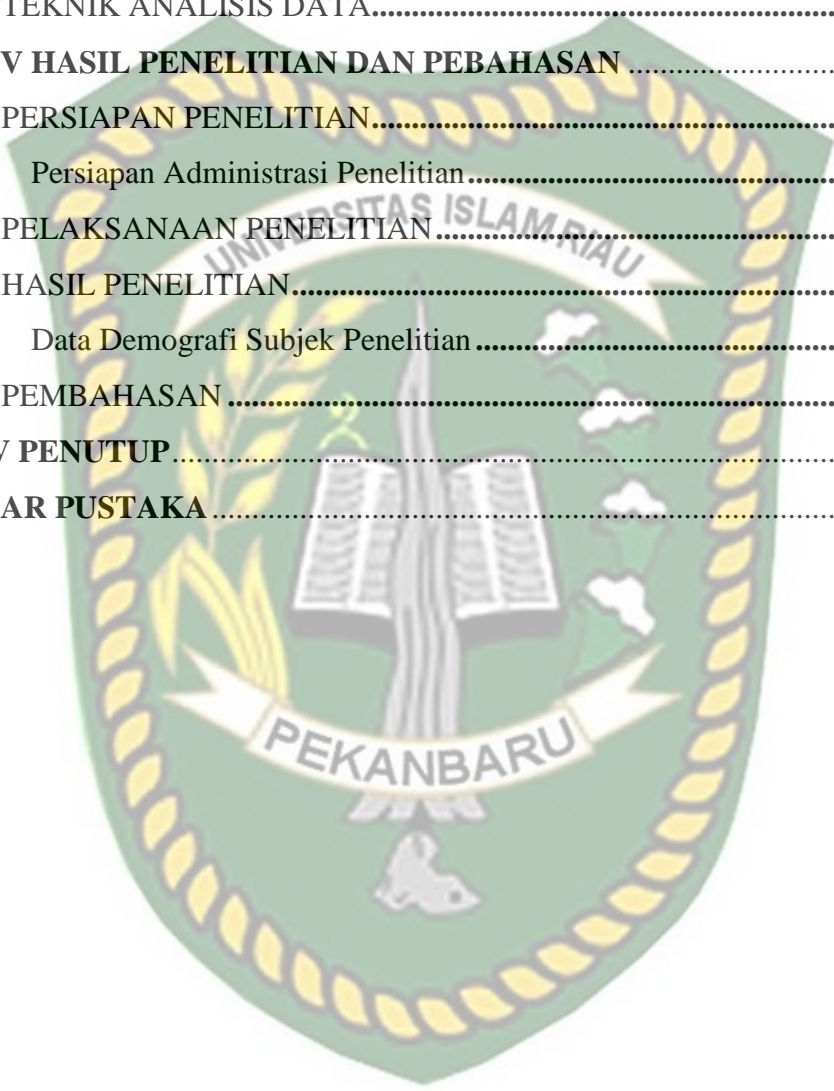 TEKNIK ANALISIS DATA........................................
V HASIL PENELITIAN DAN PEBAHASAN........................
PERSIAPAN PENELITIAN........................................
Persiapan Administrasi Penelitian................................
UNIVERSITAS ISLAM RIAU
PELAKSANAAN PENELITIAN...................................
HASIL PENELITIAN...............................................
Data Demografi Subjek Penelitian................................
PEMBAHASAN....................................................
V PENUTUP........................................................
AR PUSTAKA.....................................................
PEKANBARU